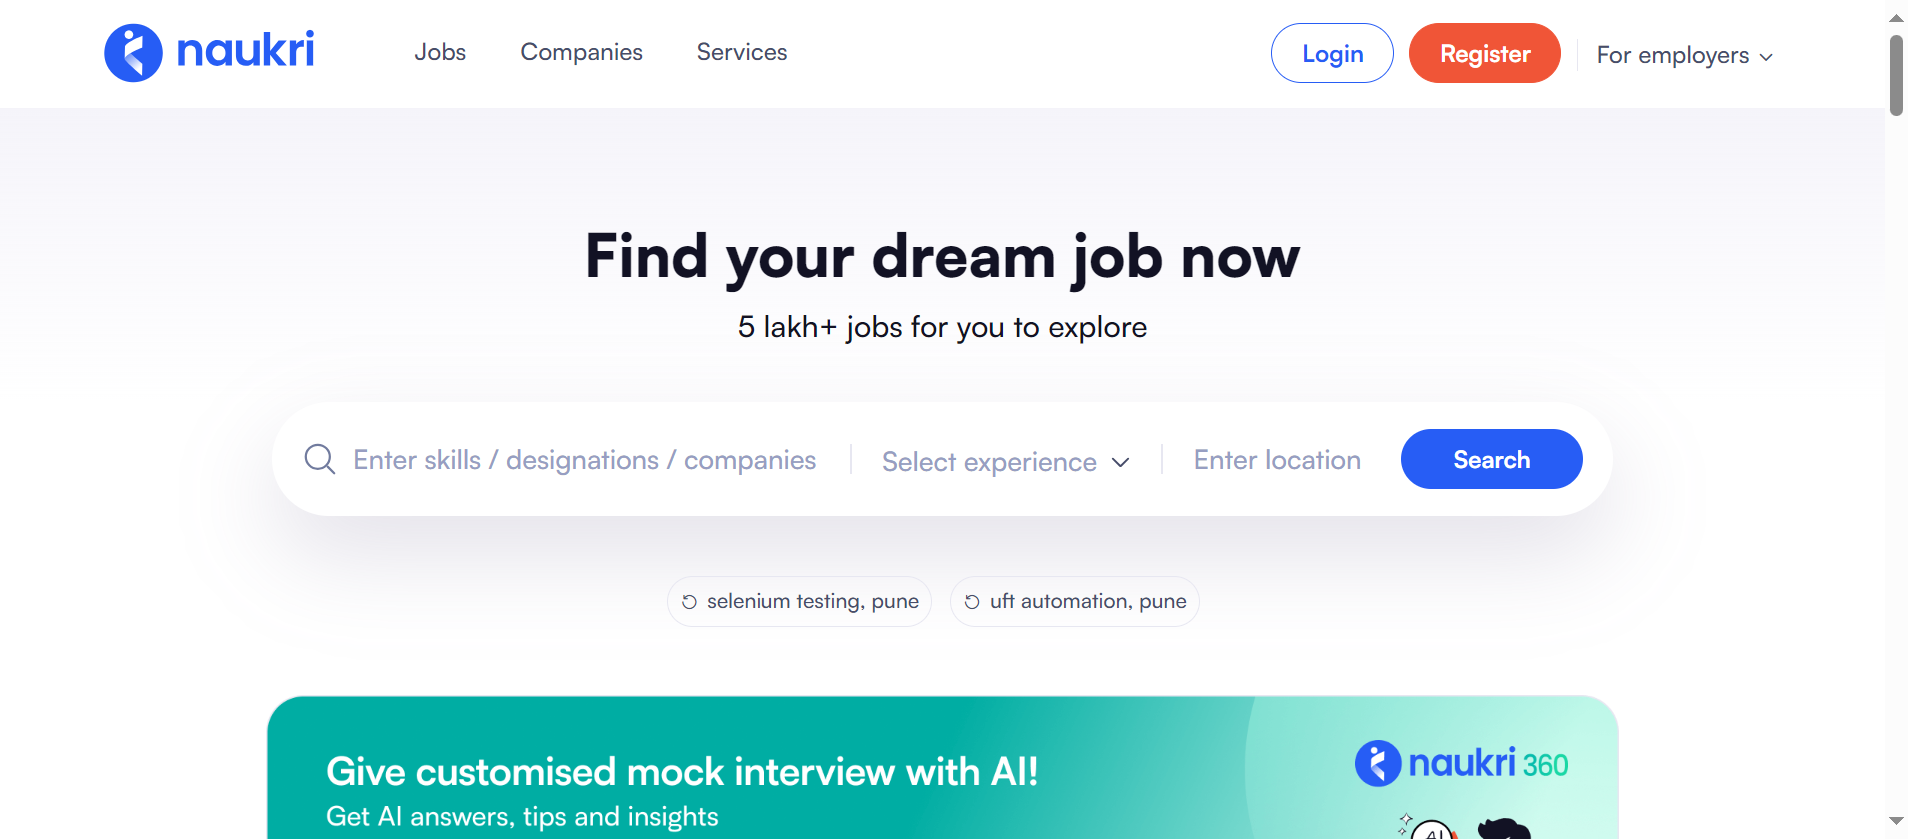 naukri
Jobs
Companies
Services
Login
Register
For employers
Find your dream job now
5 lakh+ jobs for you to explore
Enter skills / designations / companies
Select experience
Enter location
Search
selenium testing, pune
uft automation, pune
Give customised mock interview with AI!
Get AI answers, tips and insights
naukri 360
AI